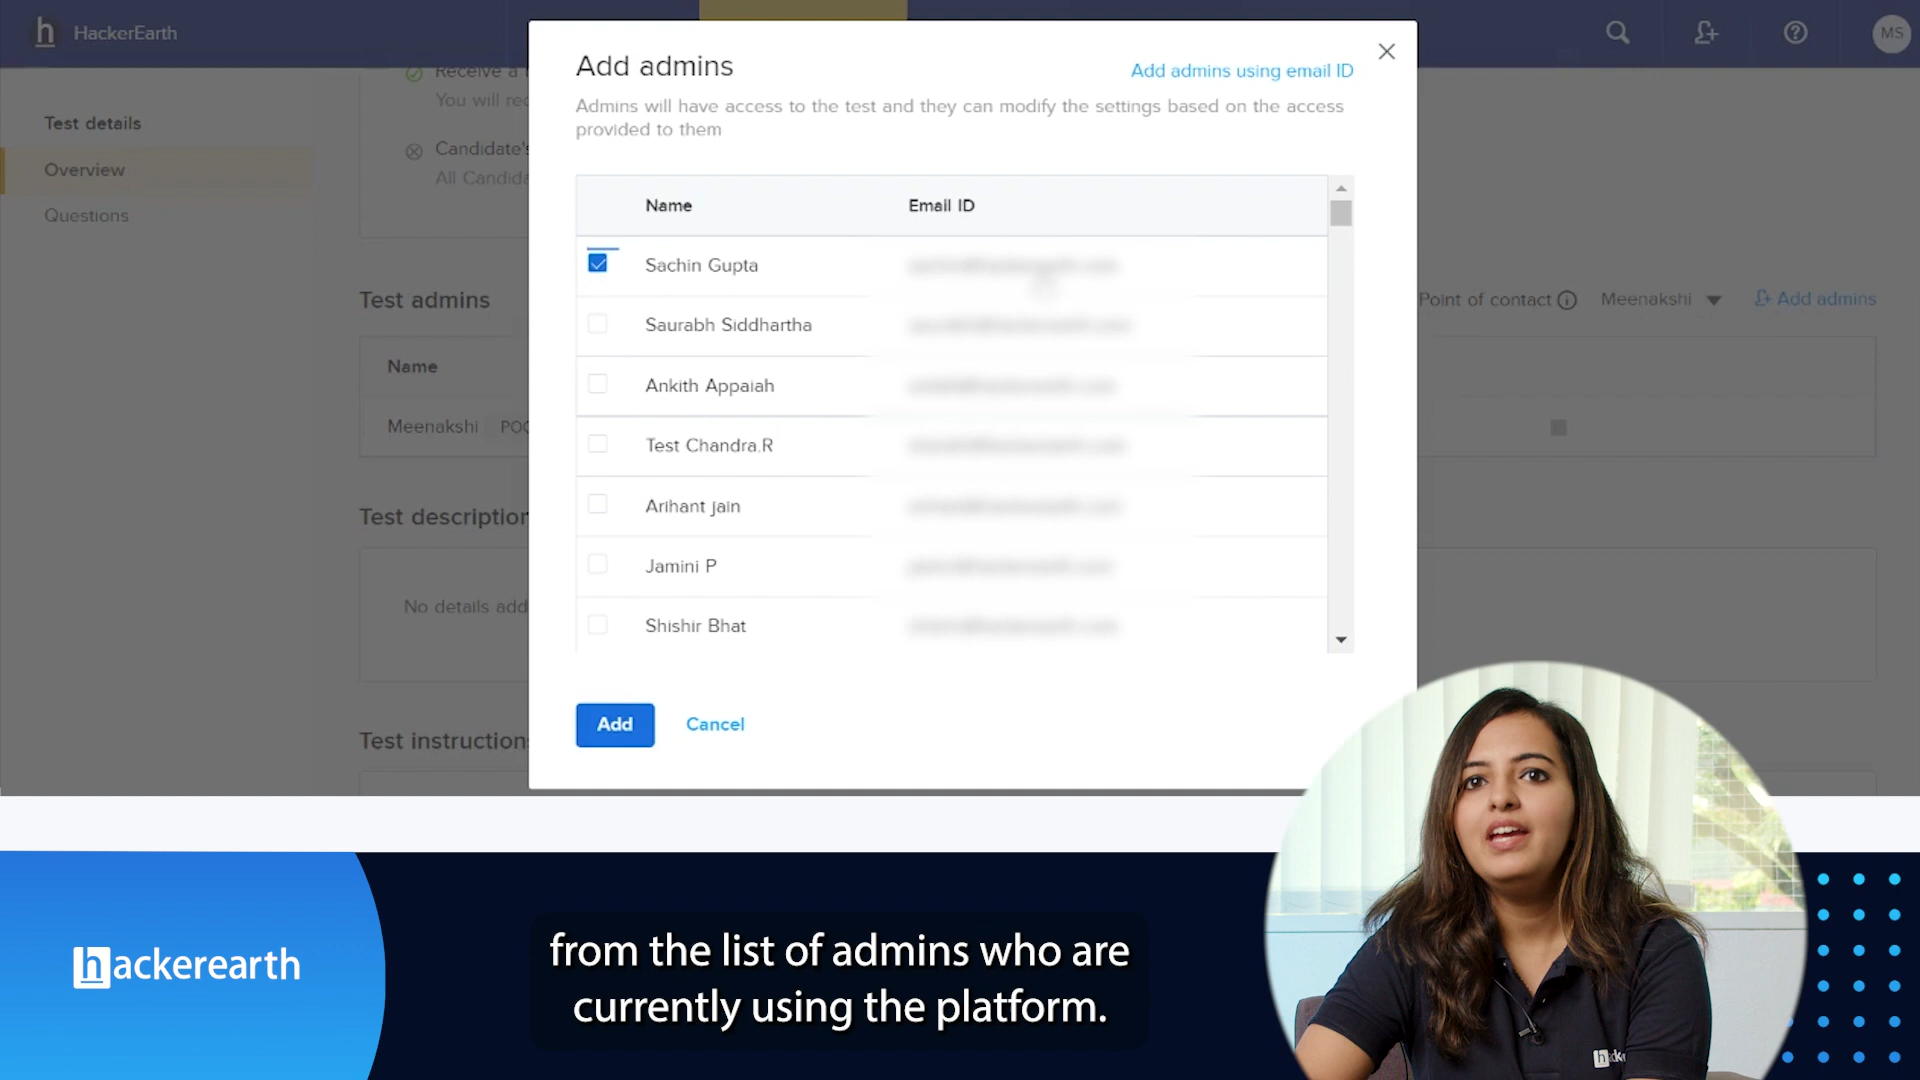 HackerEarth
MS
Receive a
You will rec
Candidate's
All Candida
Test details
Overview
Questions
Test admins
Point of contact
Meenakshi
Add admins
Name
Meenakshi
POC
Test description
No details add
Test instructions
Add admins
Add admins using email ID
Admins will have access to the test and they can modify the settings based on the access
provided to them
Name Email ID
Sachin Gupta
Saurabh Siddhartha
Ankith Appaiah
Test Chandra.R
Arihant jain
Jamini P
Shishir Bhat
Add Cancel
hackerearth
from the list of admins who are
currently using the platform.